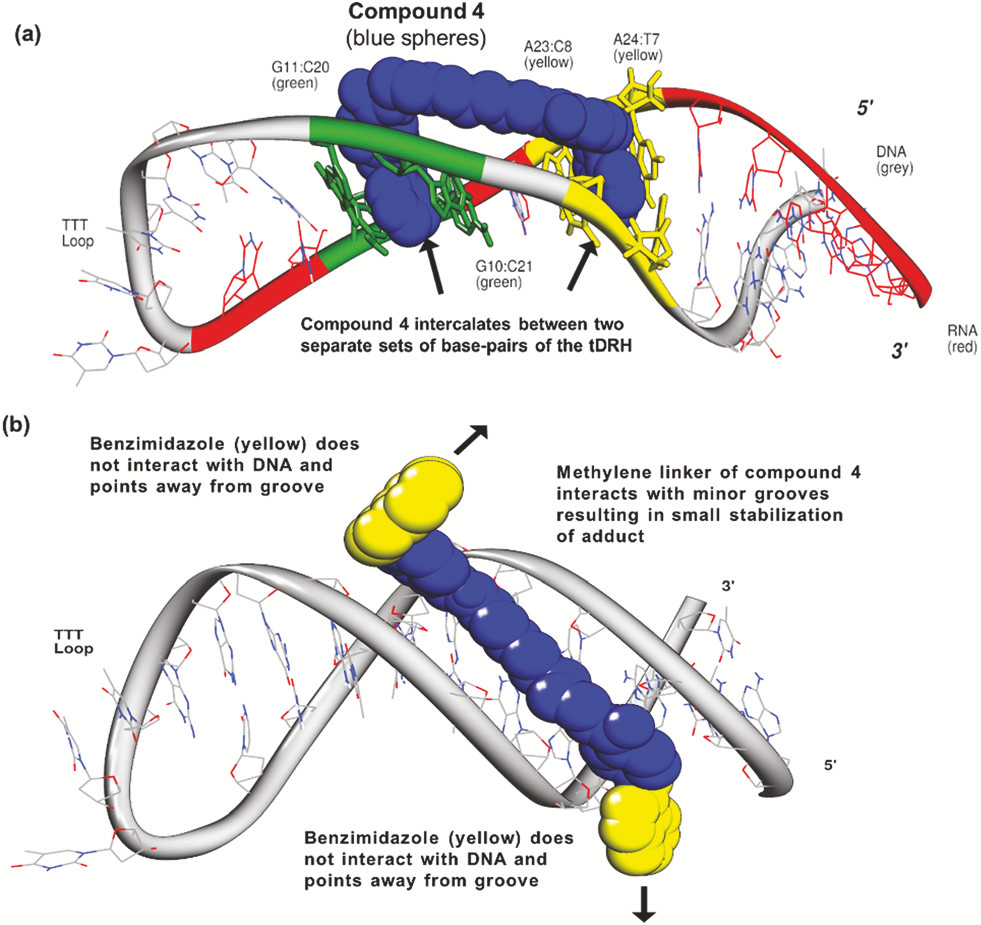 (a)
Compound 4
(blue spheres)
G11:C20
(green)
A23:C8
(yellow)
A24:T7
(yellow)
5'
DNA
(grey)
TTT
Loop
G10:C21
(green)
Compound 4 intercalates between two
separate sets of base-pairs of the tDRH
3'
RNA
(red)
(b)
Benzimidazole (yellow) does
not interact with DNA and
points away from groove
Methylene linker of compound 4
interacts with minor grooves
resulting in small stabilization
of adduct
3'
TTT
Loop
5'
Benzimidazole (yellow) does
not interact with DNA and
points away from groove